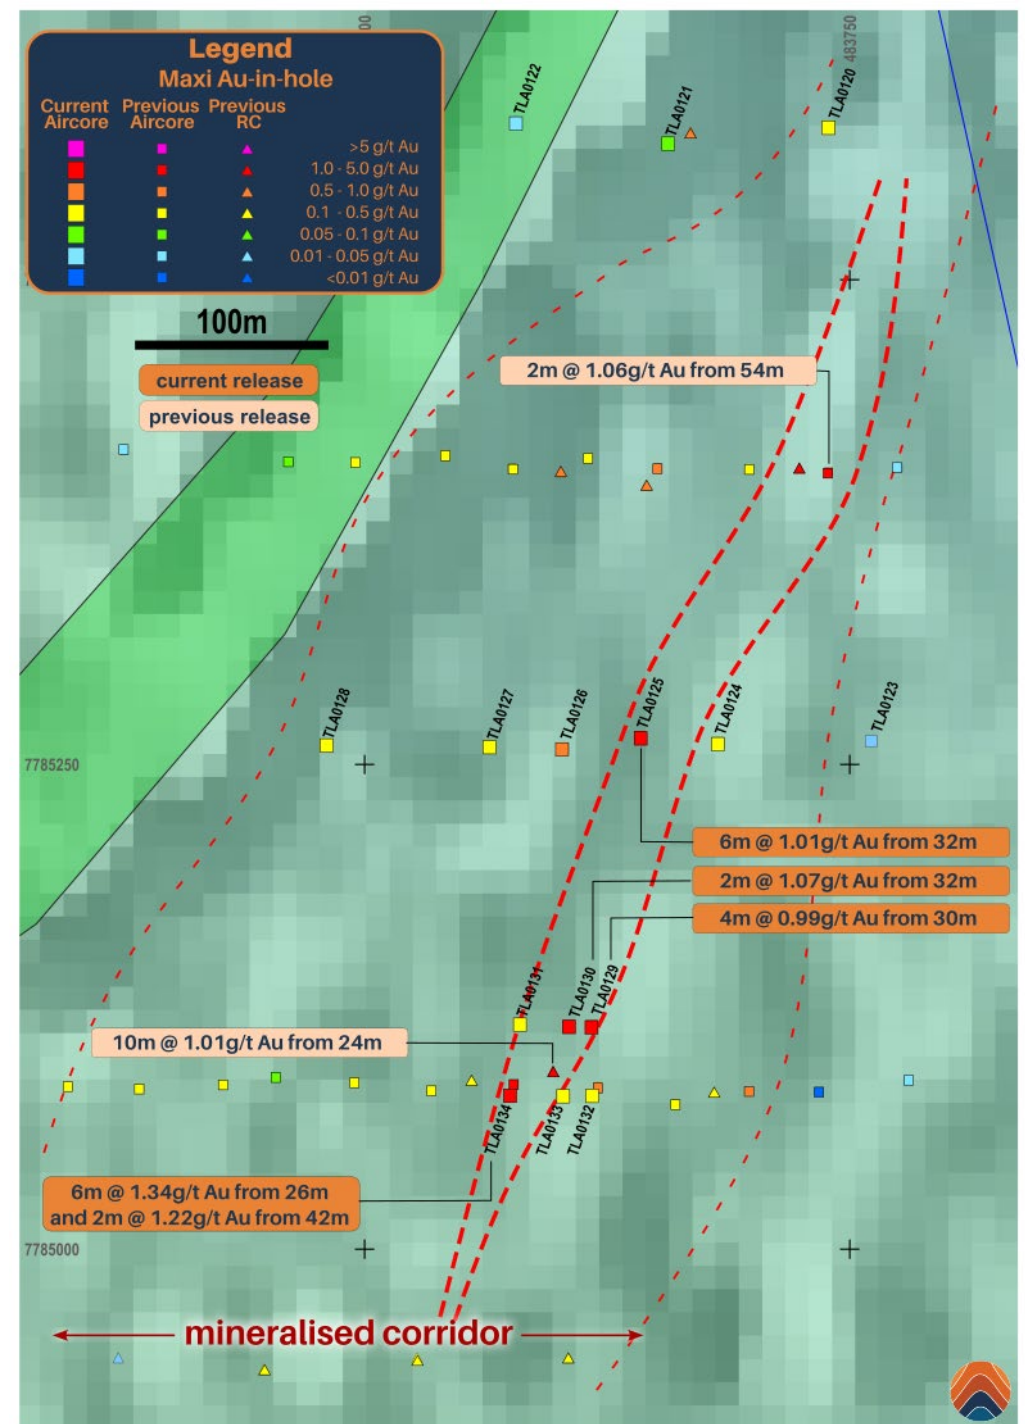 Legend
Maxi Au-in-hole
Current Aircore
Previous Aircore
Previous RC
>5 g/t Au
1.0 - 5.0 g/t Au
0.5 - 1.0 g/t Au
0.1 - 0.5 g/t Au
0.05 - 0.1 g/t Au
0.01 - 0.05 g/t Au
<0.01 g/t Au
00
483750
TLA0122
TLA0121
TLA0120
100m
current release
previous release
2m @ 1.06g/t Au from 54m
TLA0128
TLA0127
TLA0126
TLA0125
TLA0124
TLA0123
7785250
6m @ 1.01g/t Au from 32m
2m @ 1.07g/t Au from 32m
4m @ 0.99g/t Au from 30m
TLA0131
TLA0130
TLA0129
10m @ 1.01g/t Au from 24m
TLA0134
TLA0133
TLA0132
6m @ 1.34g/t Au from 26m
and 2m @ 1.22g/t Au from 42m
7785000
mineralised corridor